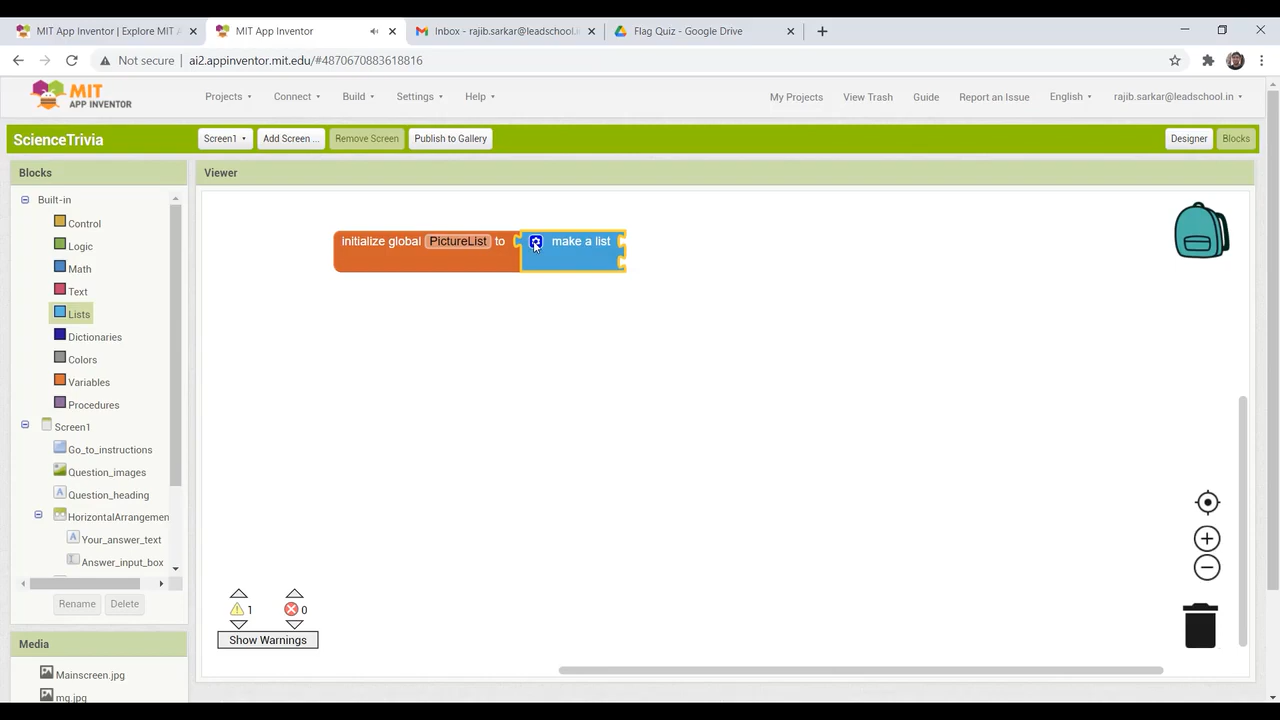 MIT App Inventor | Explore MIT A
MIT App Inventor
Inbox - rajib.sarkar@leadschool.in
Flag Quiz - Google Drive
Not secure
ai2.appinventor.mit.edu/#4870670883618816
MIT
APP INVENTOR
Projects
Connect
Build
Settings
Help
My Projects
View Trash
Guide
Report an Issue
English
rajib.sarkar@leadschool.in
ScienceTrivia
Screen1
Add Screen ...
Remove Screen
Publish to Gallery
Designer
Blocks
Blocks
Viewer
Built-in
Control
Logic
Math
Text
Lists
Dictionaries
Colors
Variables
Procedures
Screen1
Go_to_instructions
Question_images
Question_heading
HorizontalArrangemen
Your_answer_text
Answer_input_box
Rename
Delete
Media
Mainscreen.jpg
mg.jpg
initialize global PictureList to
make a list
1
0
Show Warnings